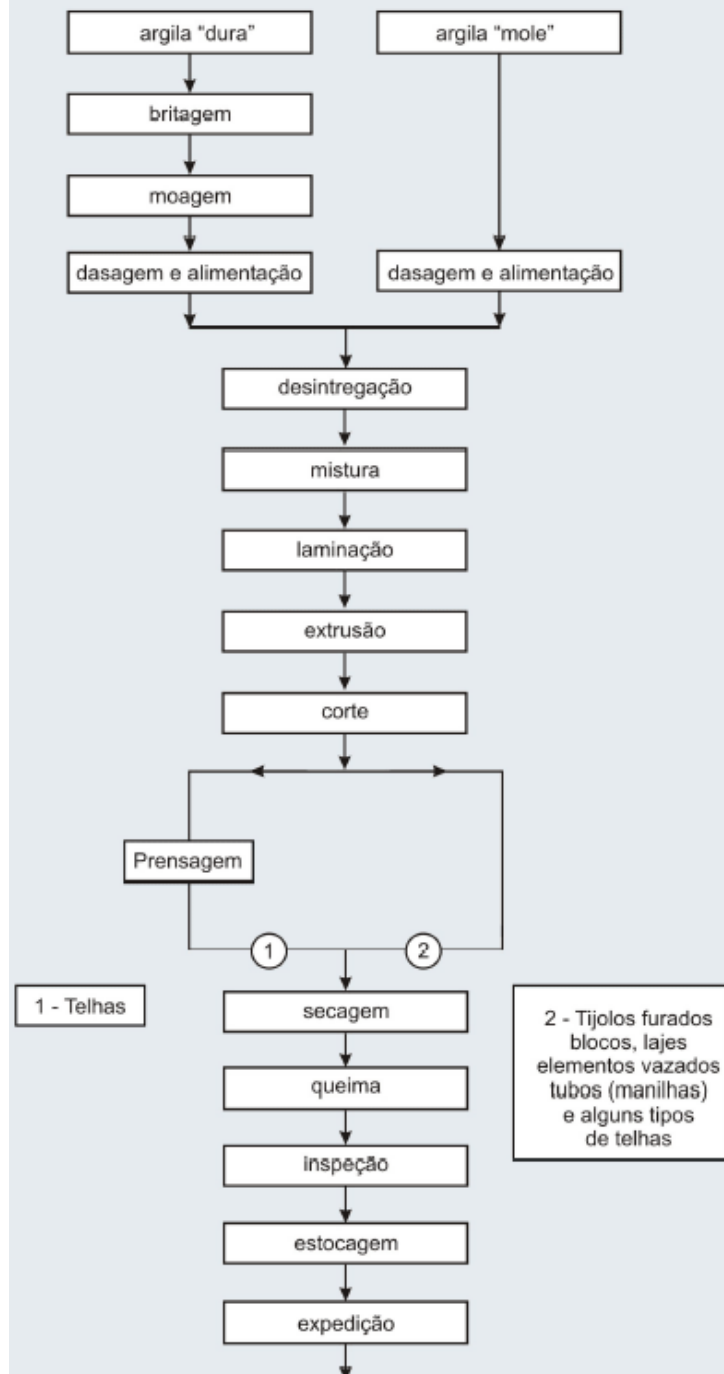 argila “dura”
argila “mole”
britagem
moagem
dasagem e alimentação
dasagem e alimentação
desintregação
mistura
laminação
extrusão
corte
Prensagem
1
2
1 - Telhas
secagem
2 - Tijolos furados
blocos, lajes
elementos vazados
tubos (manilhas)
e alguns tipos
de telhas
queima
inspeção
estocagem
expedição